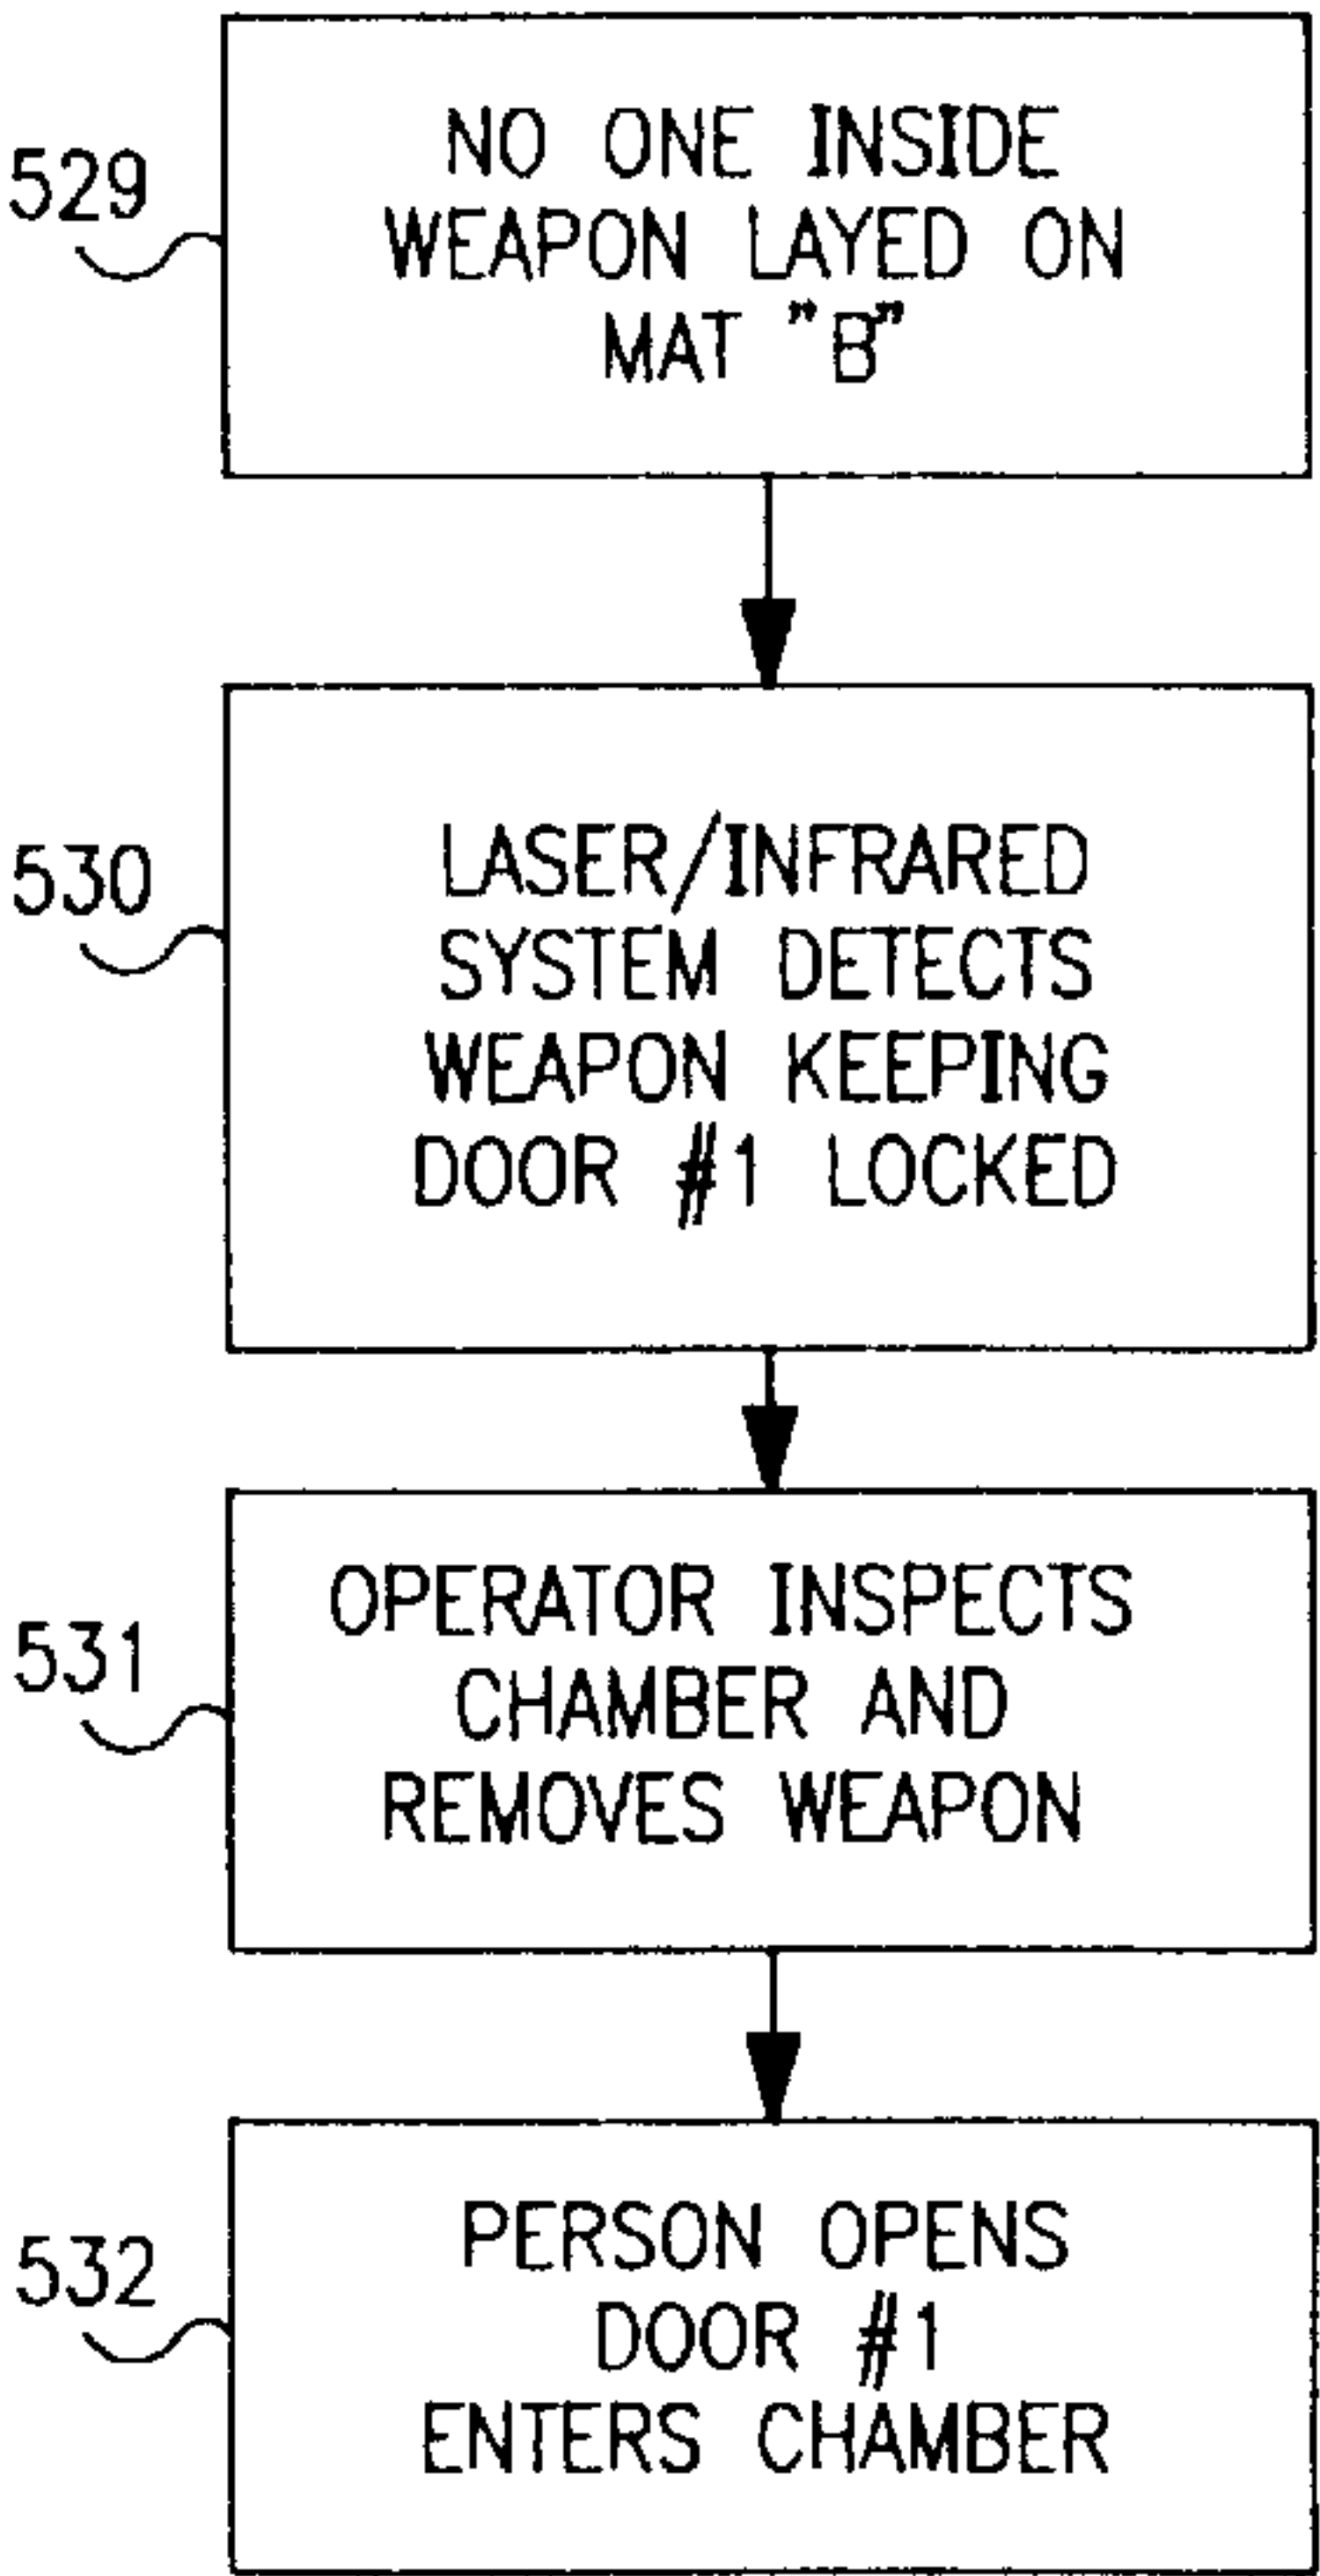 529
NO ONE INSIDE
WEAPON LAYED ON
MAT "B"
530
LASER/INFRARED
SYSTEM DETECTS
WEAPON KEEPING
DOOR #1 LOCKED
531
OPERATOR INSPECTS
CHAMBER AND
REMOVES WEAPON
532
PERSON OPENS
DOOR #1
ENTERS CHAMBER